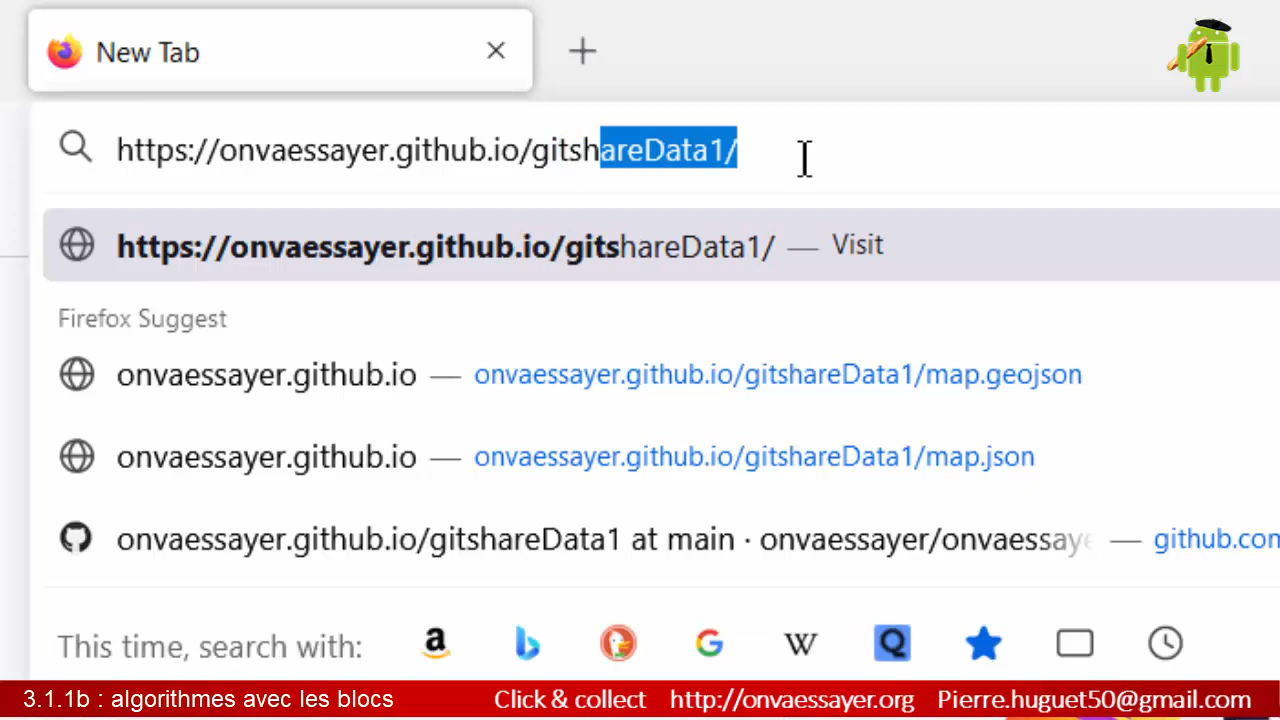 New Tab
https://onvaessayer.github.io/gitshareData1/
https://onvaessayer.github.io/gitshareData1/ — Visit
Firefox Suggest
onvaessayer.github.io — onvaessayer.github.io/gitshareData1/map.geojson
onvaessayer.github.io — onvaessayer.github.io/gitshareData1/map.json
onvaessayer.github.io/gitshareData1 at main · onvaessayer/onvaessaye — github.com
This time, search with:
3.1.1b : algorithmes avec les blocs Click & collect http://onvaessayer.org Pierre.huguet50@gmail.com